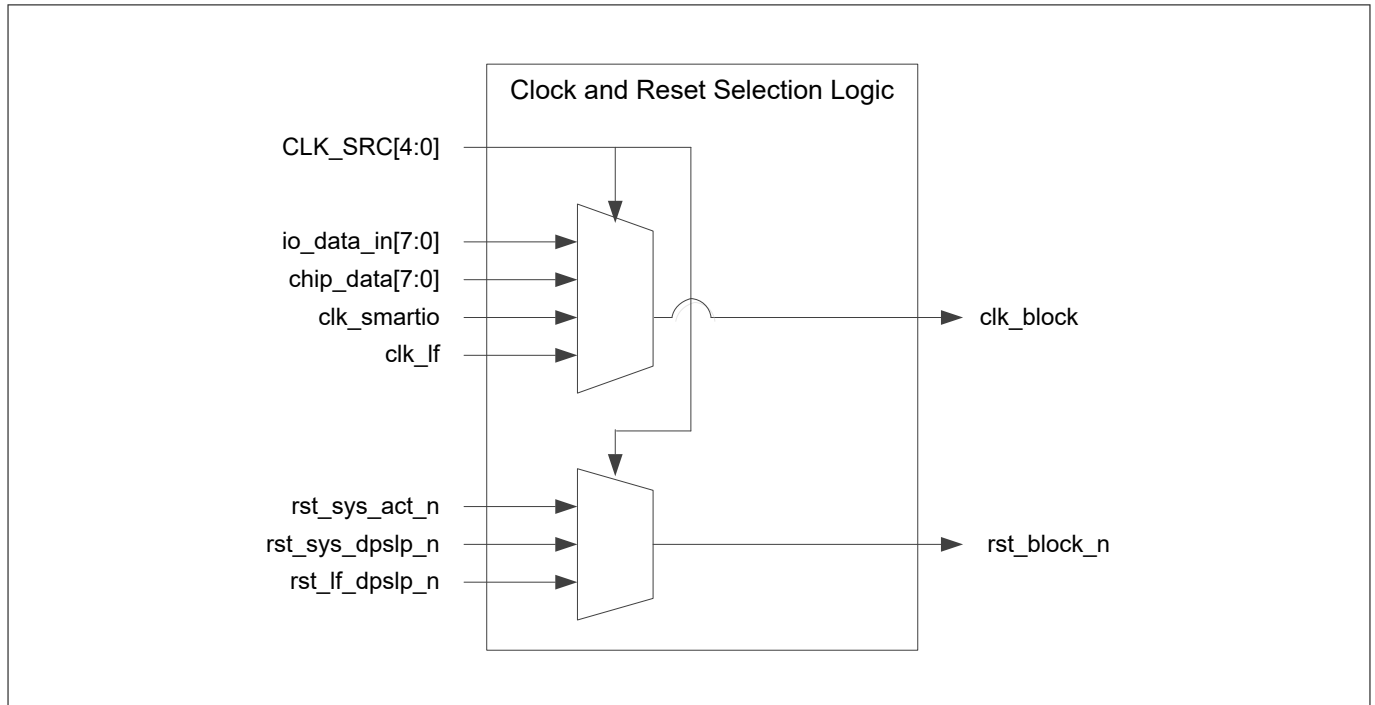 Clock and Reset Selection Logic
CLK_SRC[4:0]
io_data_in[7:0]
chip_data[7:0]
clk_smartio
clk_block
clk_lf
rst_sys_act_n
rst_sys_dpslp_n
rst_block_n
rst_lf_dpslp_n